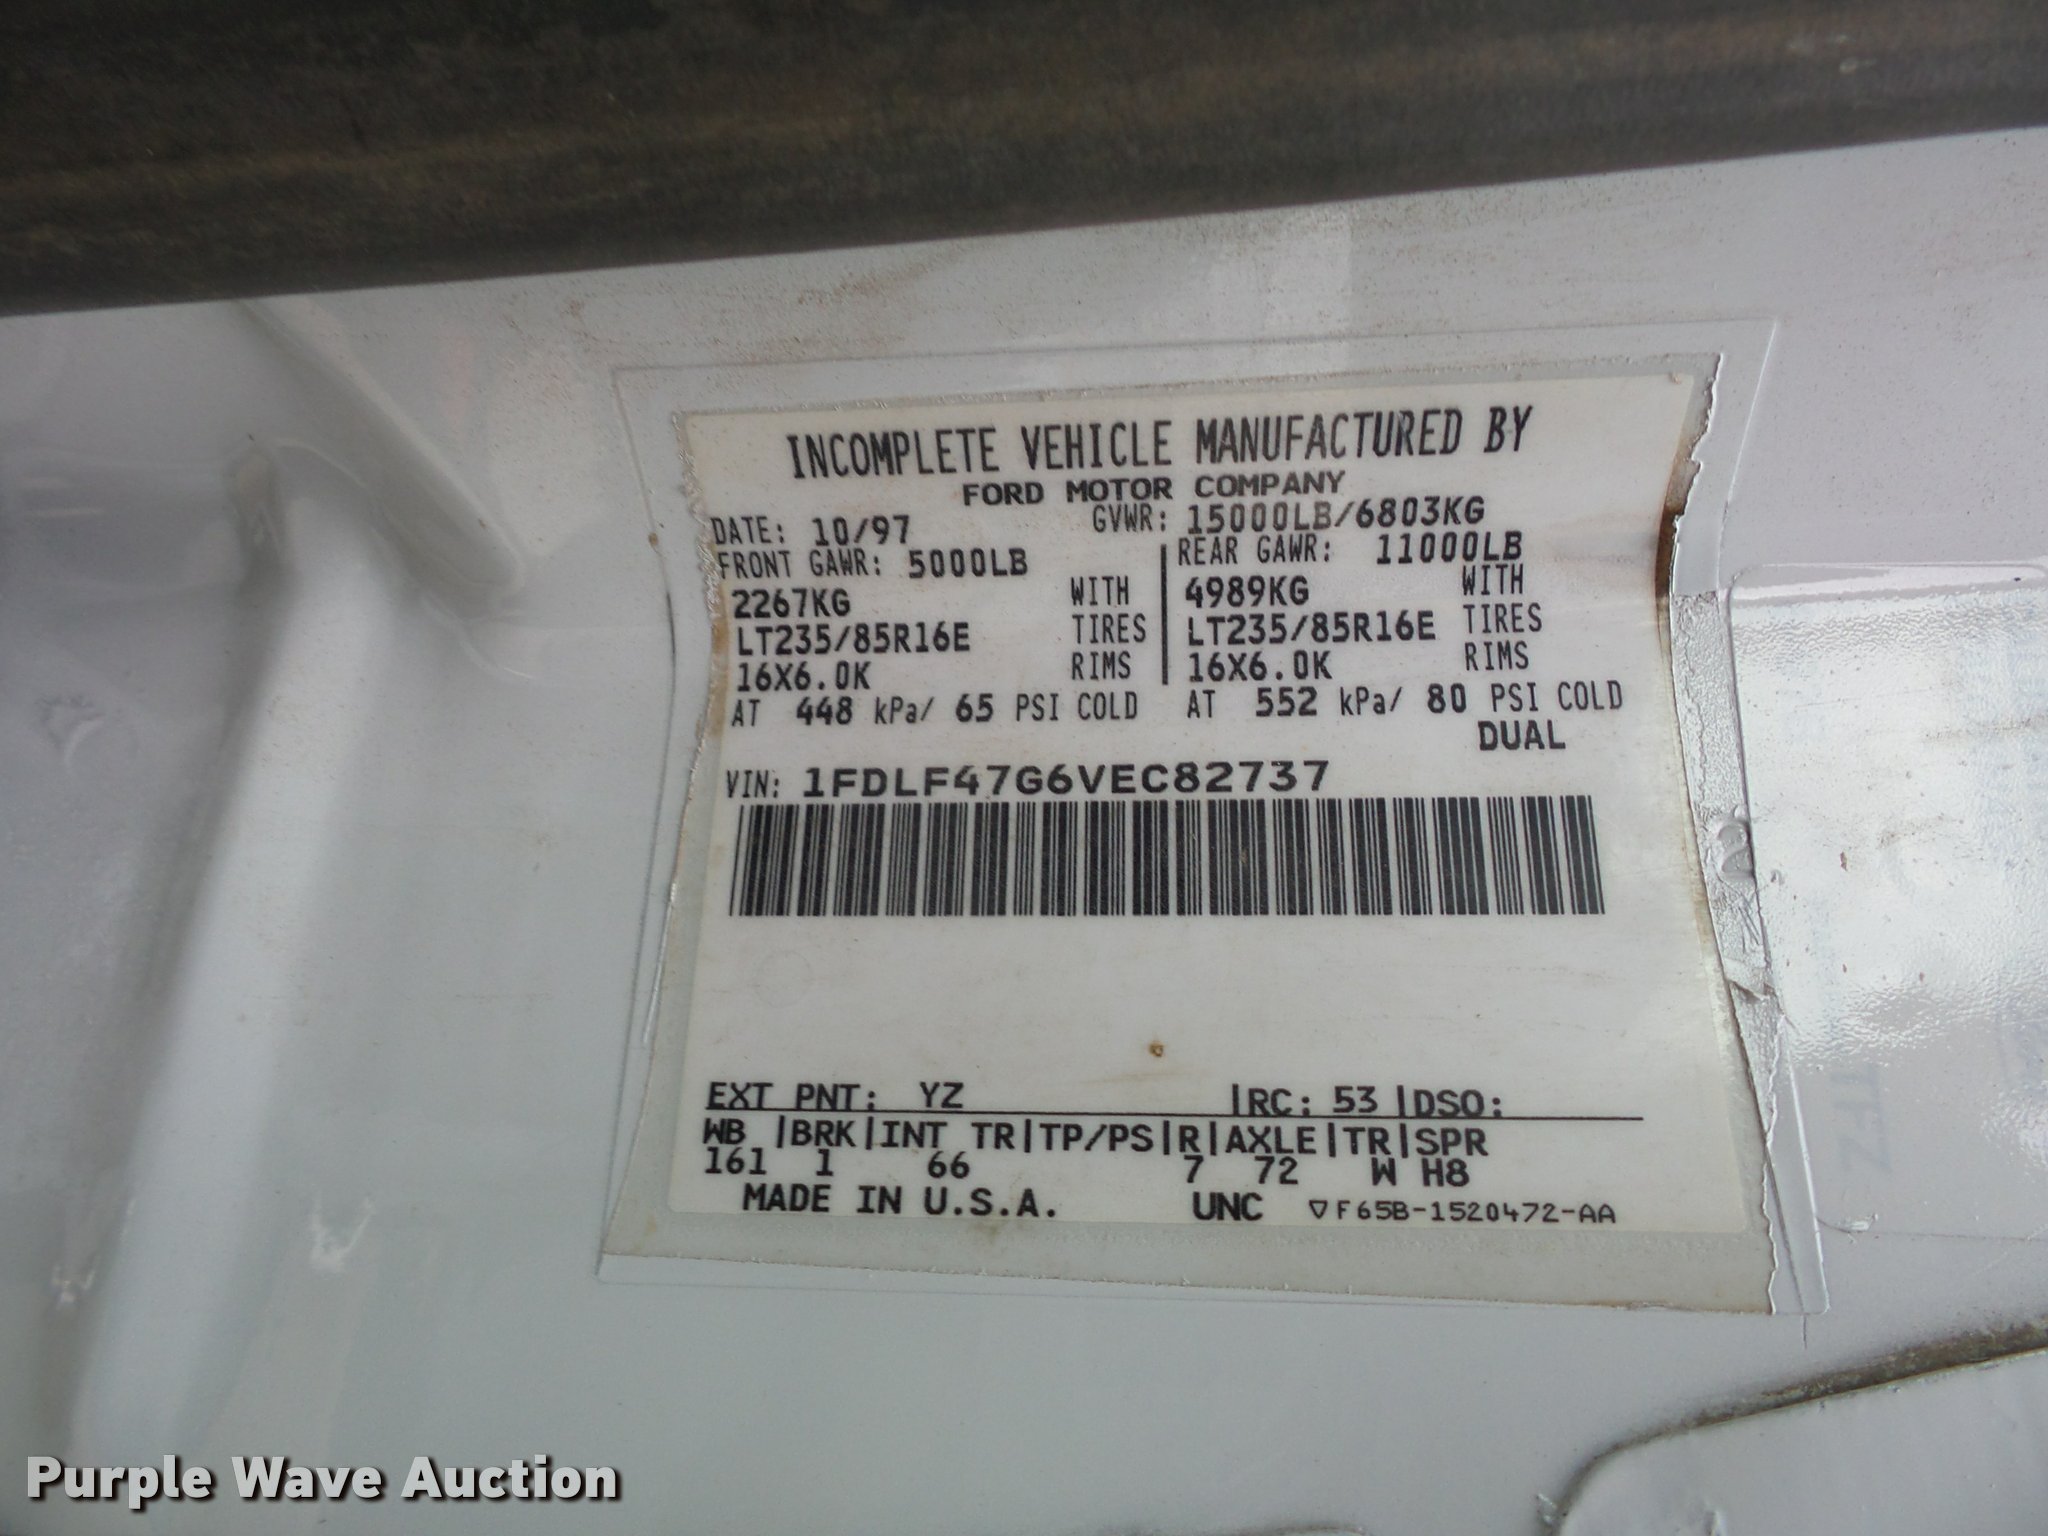 INCOMPLETE VEHICLE MANUFACTURED BY
FORD MOTOR COMPANY
DATE: 10/97 GVWR: 15000LB/6803KG
FRONT GAWR: 5000LB REAR GAWR: 11000LB
2267KG WITH 4989KG WITH
LT235/85R16E TIRES LT235/85R16E TIRES
16X6.0K RIMS 16X6.0K RIMS
AT 448 kPa/ 65 PSI COLD AT 552 kPa/ 80 PSI COLD
DUAL
VIN: 1FDLF47G6VEC82737
EXT PNT: YZ |RC: 53 |DSO:
WB |BRK|INT TR|TP/PS|R|AXLE|TR|SPR
161 1 66 7 72 W H8
MADE IN U.S.A. UNC ▽F65B-1520472-AA
Purple Wave Auction